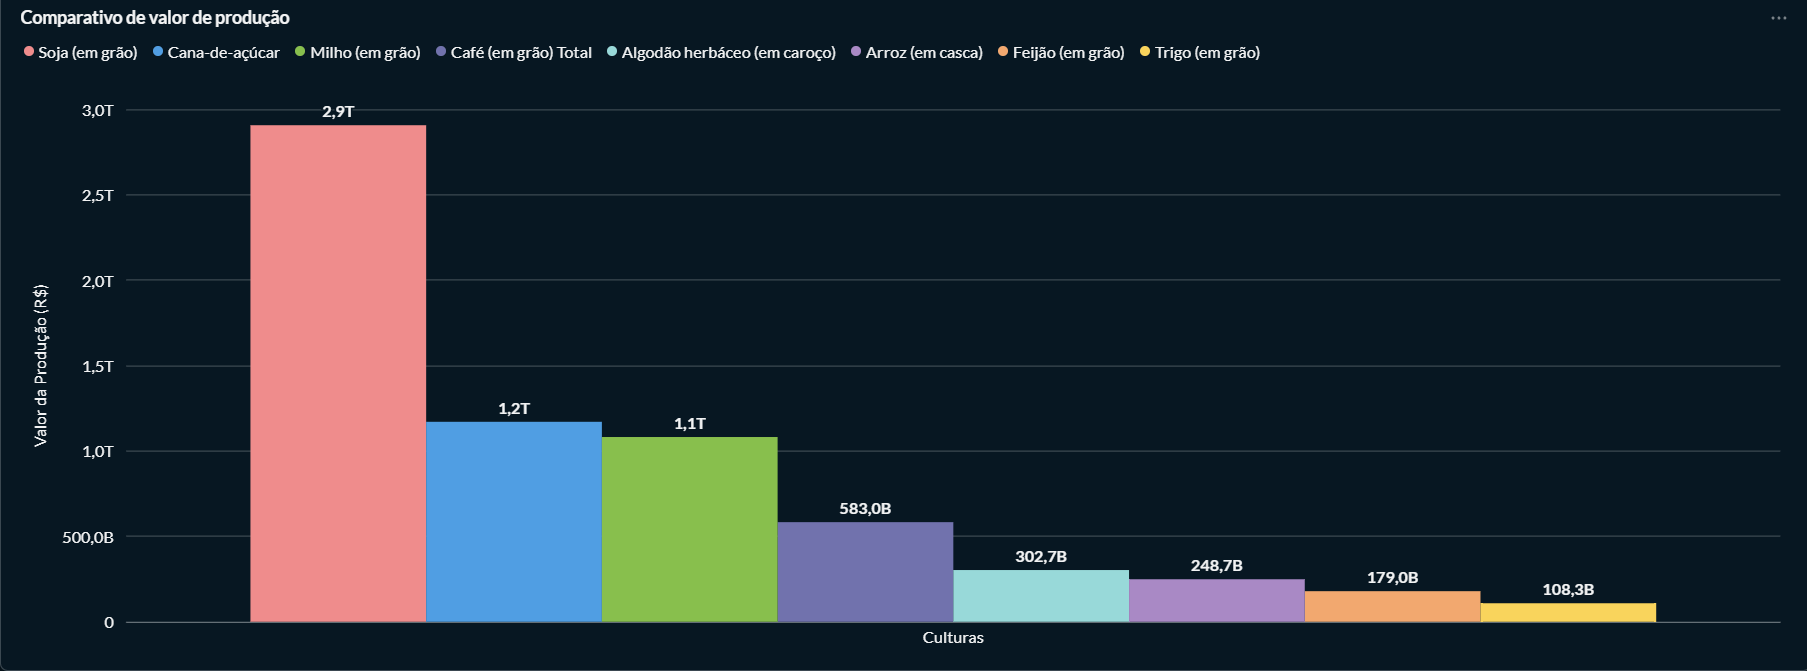 Comparativo de valor de produção
Soja (em grão) Cana-de-açúcar Milho (em grão) Café (em grão) Total Algodão herbáceo (em caroço) Arroz (em casca) Feijão (em grão) Trigo (em grão)
3,0T
2,5T
2,0T
1,5T
1,0T
500,0B
0
Valor da Produção (R$)
2,9T
1,2T
1,1T
583,0B
302,7B
248,7B
179,0B
108,3B
Culturas